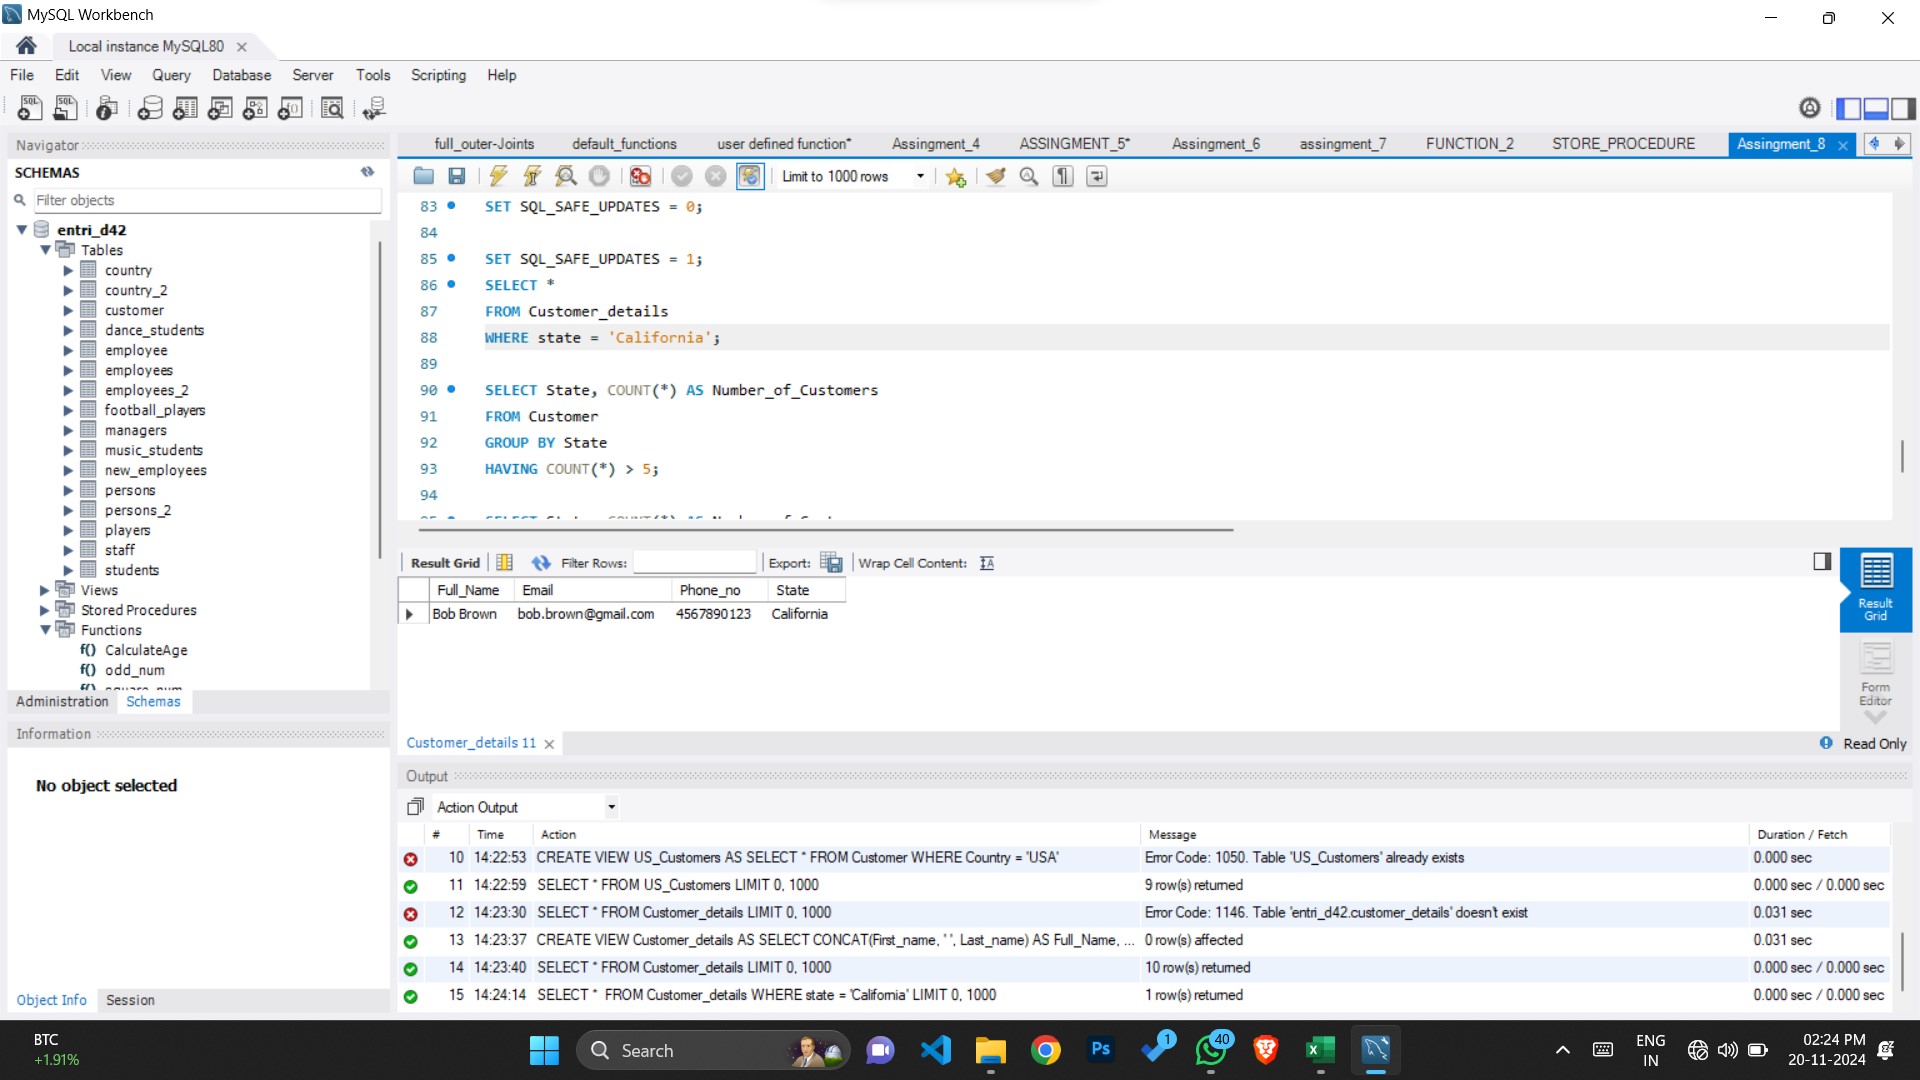 MySQL Workbench
Local instance MySQL80
File Edit View Query Database Server Tools Scripting Help
Navigator
SCHEMAS
Filter objects
entri_d42
Tables
country
country_2
customer
dance_students
employee
employees
employees_2
football_players
managers
music_students
new_employees
persons
persons_2
players
staff
students
Views
Stored Procedures
Functions
f() CalculateAge
f() odd_num
f() square_num
Administration Schemas
Information
No object selected
Object Info Session
full_outer-Joints default_functions user defined function* Assingment_4 ASSINGMENT_5* Assingment_6 assingment_7 FUNCTION_2 STORE_PROCEDURE Assingment_8
Limit to 1000 rows
83 SET SQL_SAFE_UPDATES = 0;
84
85 SET SQL_SAFE_UPDATES = 1;
86 SELECT *
87 FROM Customer_details
88 WHERE state = 'California';
89
90 SELECT State, COUNT(*) AS Number_of_Customers
91 FROM Customer
92 GROUP BY State
93 HAVING COUNT(*) > 5;
94
Result Grid Filter Rows: Export: Wrap Cell Content:
Full_Name Email Phone_no State
Bob Brown bob.brown@gmail.com 4567890123 California
Result Grid
Form Editor
Customer_details 11
Read Only
Output
Action Output
# Time Action Message Duration / Fetch
10 14:22:53 CREATE VIEW US_Customers AS SELECT * FROM Customer WHERE Country = 'USA' Error Code: 1050. Table 'US_Customers' already exists 0.000 sec
11 14:22:59 SELECT * FROM US_Customers LIMIT 0, 1000 9 row(s) returned 0.000 sec / 0.000 sec
12 14:23:30 SELECT * FROM Customer_details LIMIT 0, 1000 Error Code: 1146. Table 'entri_d42.customer_details' doesn't exist 0.031 sec
13 14:23:37 CREATE VIEW Customer_details AS SELECT CONCAT(First_name, ' ', Last_name) AS Full_Name, ... 0 row(s) affected 0.031 sec
14 14:23:40 SELECT * FROM Customer_details LIMIT 0, 1000 10 row(s) returned 0.000 sec / 0.000 sec
15 14:24:14 SELECT * FROM Customer_details WHERE state = 'California' LIMIT 0, 1000 1 row(s) returned 0.000 sec / 0.000 sec
BTC
+1.91%
Search
Ps
1
40
ENG
IN
02:24 PM
20-11-2024